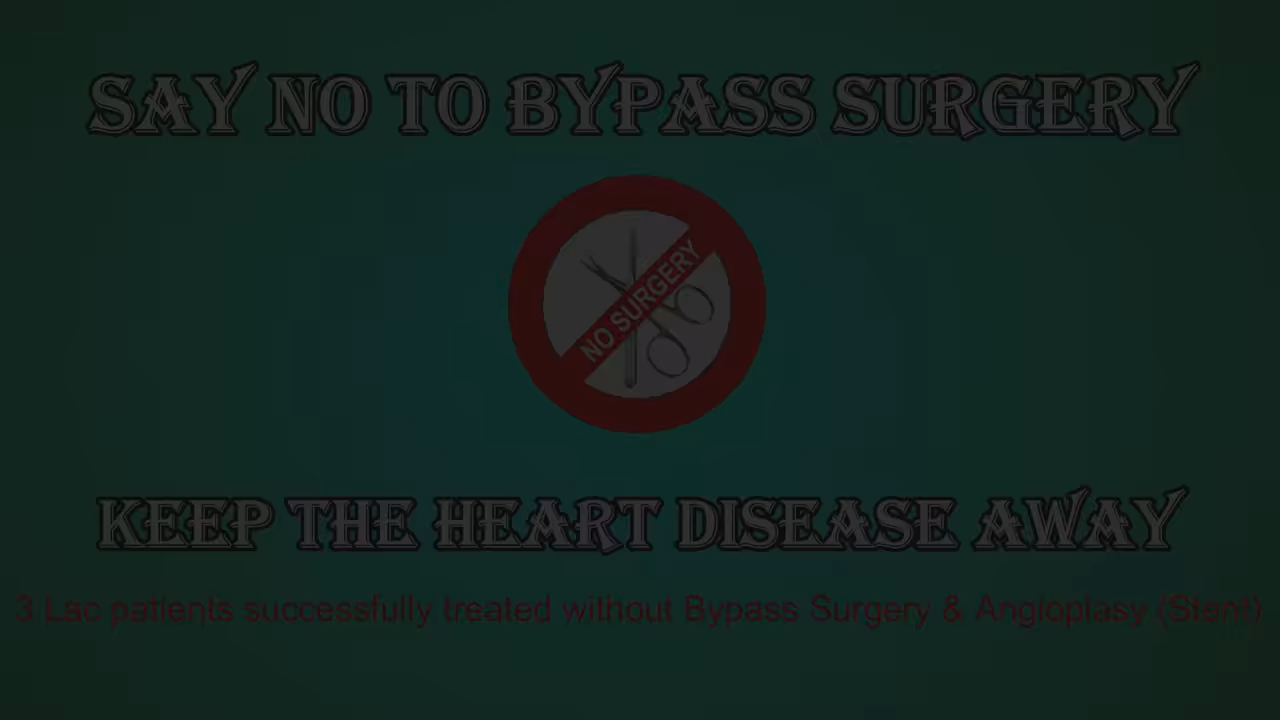 SAY NO TO BYPASS SURGERY
NO SURGERY
KEEP THE HEART DISEASE AWAY
3 Lac patients successfully treated without Bypass Surgery & Angioplasy (Stent)